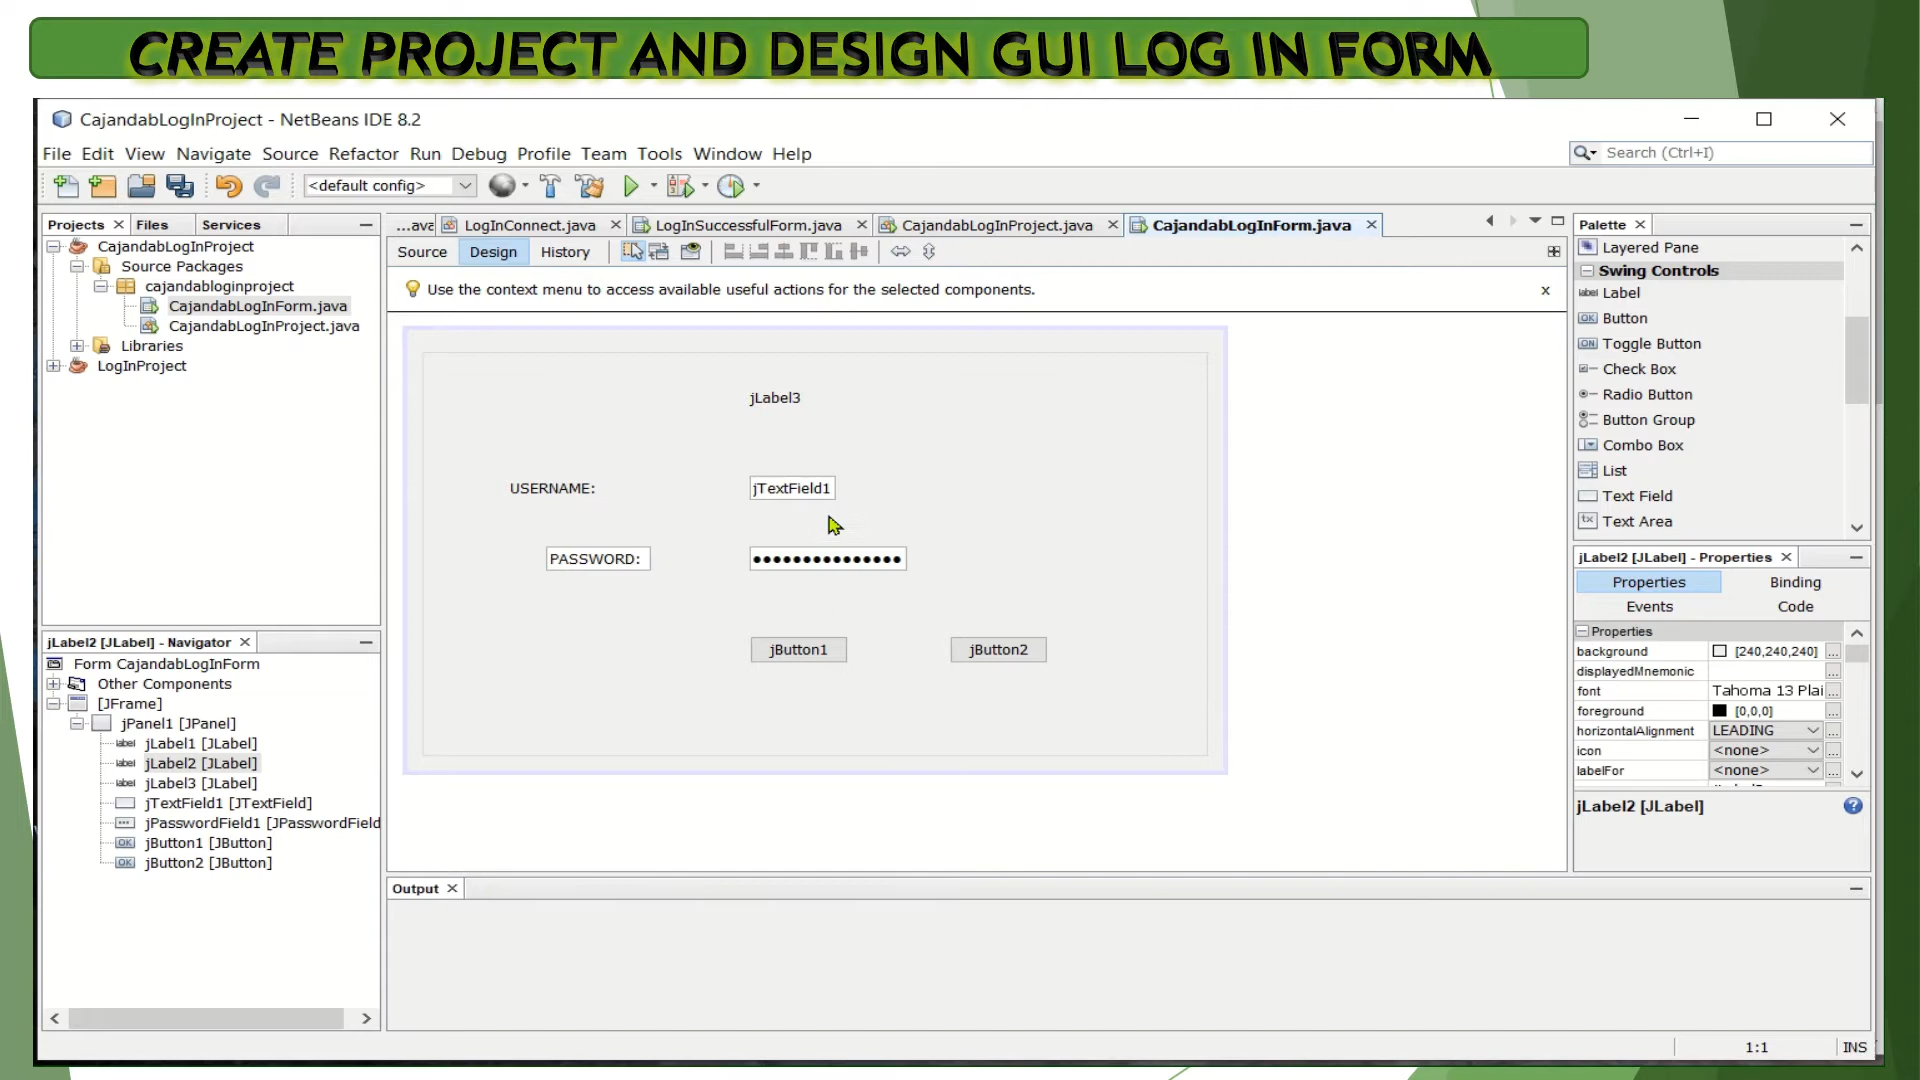 CREATE PROJECT AND DESIGN GUI LOG IN FORM
CajandabLogInProject - NetBeans IDE 8.2
File Edit View Navigate Source Refactor Run Debug Profile Team Tools Window Help
Search (Ctrl+I)
<default config>
Projects Files Services
...ava LogInConnect.java LogInSuccessfulForm.java CajandabLogInProject.java CajandabLogInForm.java
Palette
CajandabLogInProject
Source Packages
cajandabloginproject
CajandabLogInForm.java
CajandabLogInProject.java
Libraries
LogInProject
Source Design History
Use the context menu to access available useful actions for the selected components.
x
jLabel3
USERNAME:
jTextField1
PASSWORD:
jButton1
jButton2
Layered Pane
Swing Controls
label Label
OK Button
ON Toggle Button
Check Box
Radio Button
Button Group
Combo Box
List
Text Field
Text Area
jLabel2 [JLabel] - Properties
Properties Binding
Events Code
Properties
background [240,240,240] ...
displayedMnemonic ...
font Tahoma 13 Plai ...
foreground [0,0,0] ...
horizontalAlignment LEADING ...
icon <none> ...
labelFor <none> ...
jLabel2 [JLabel]
jLabel2 [JLabel] - Navigator
Form CajandabLogInForm
Other Components
[JFrame]
jPanel1 [JPanel]
label jLabel1 [JLabel]
label jLabel2 [JLabel]
label jLabel3 [JLabel]
jTextField1 [JTextField]
jPasswordField1 [JPasswordField
OK jButton1 [JButton]
OK jButton2 [JButton]
Output
1:1 INS